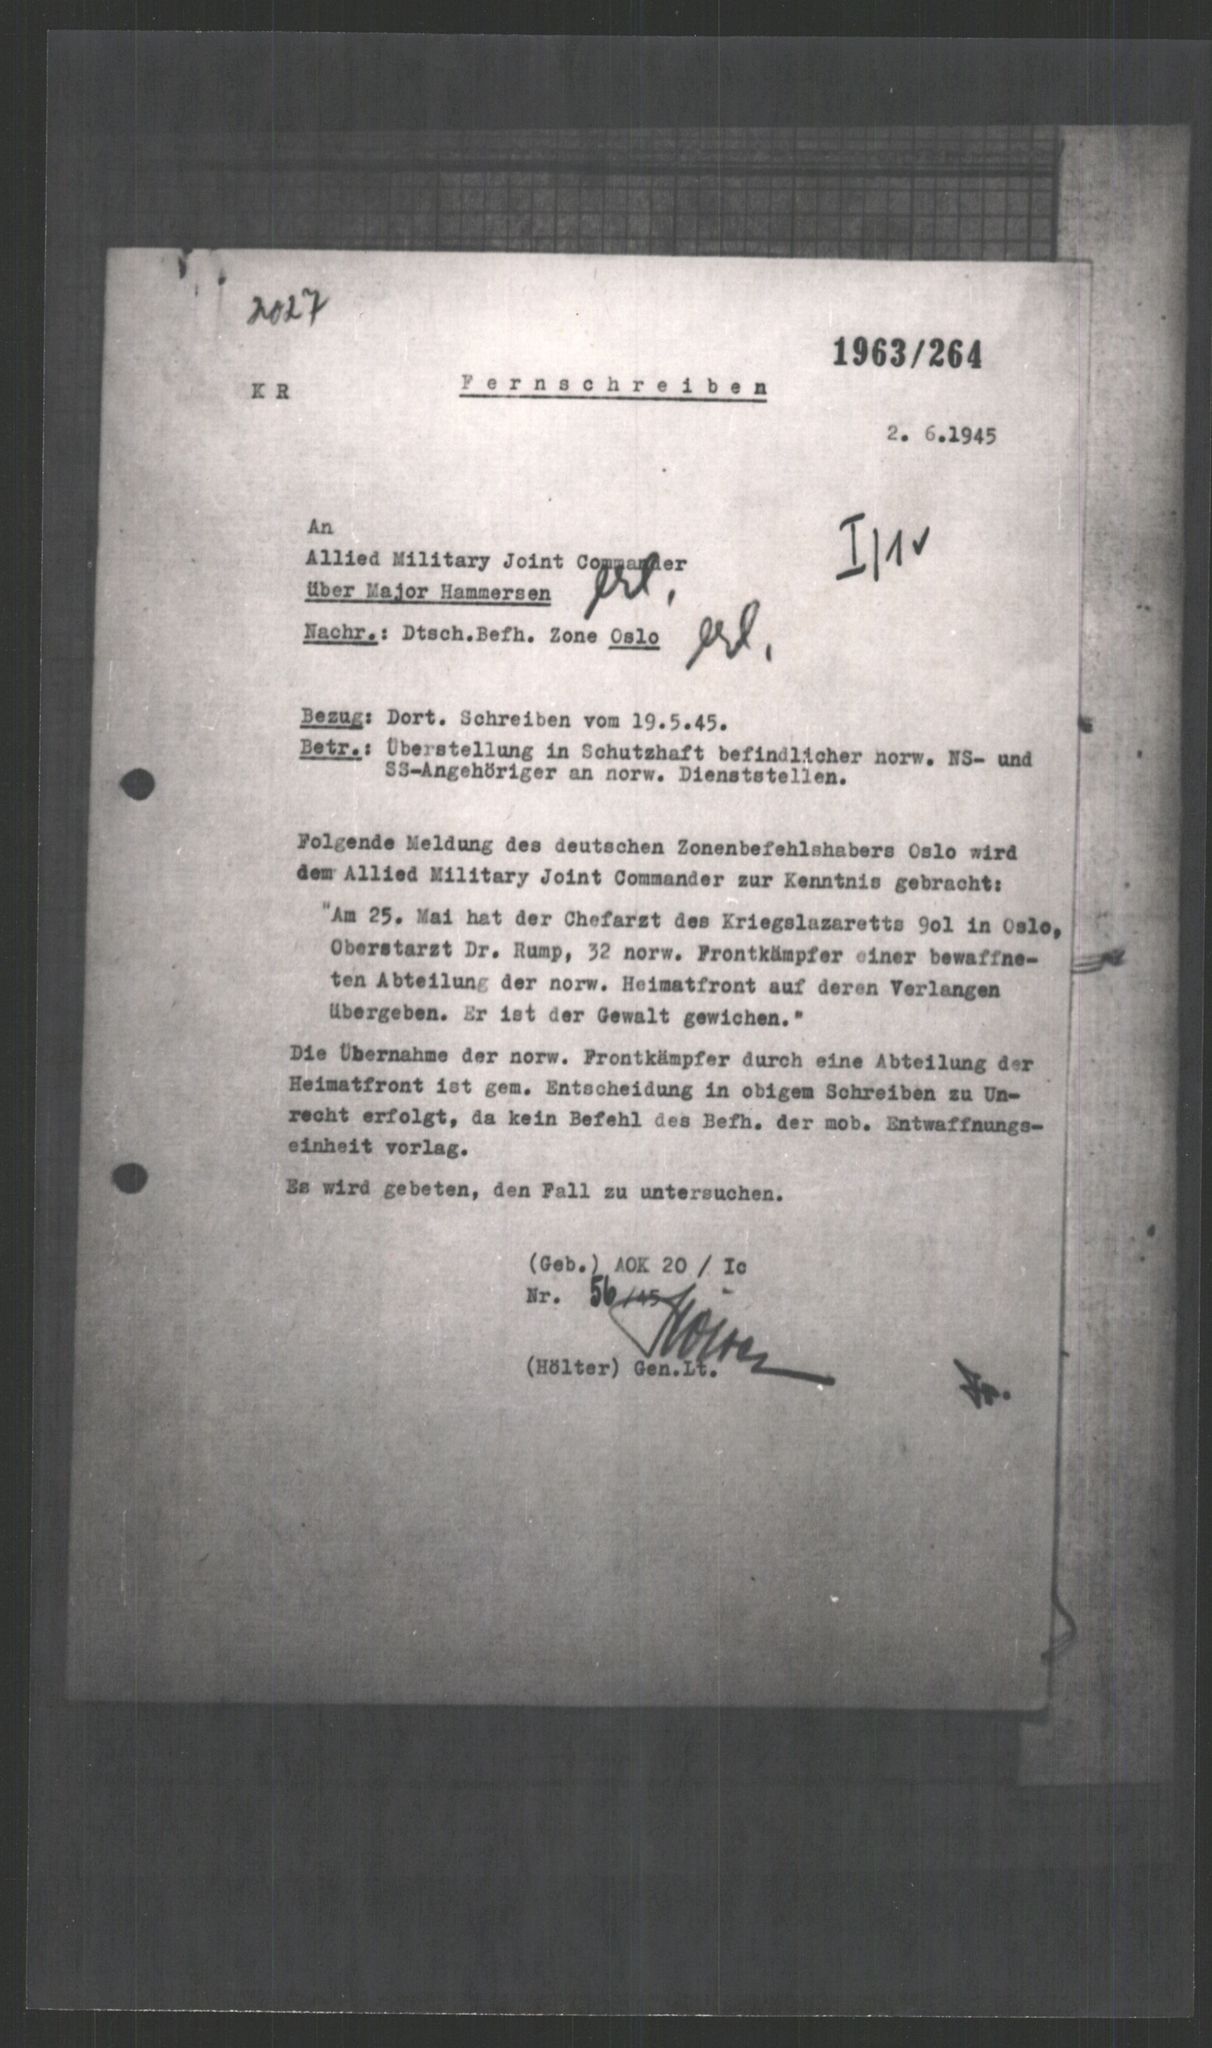 2027
1963/264
K R
Fernschreiben
2. 6.1945
An
I/1
Allied Military Joint Commander
über Major Hammersen
erl.
Nachr.: Dtsch.Befh. Zone Oslo
erl.
Bezug: Dort. Schreiben vom 19.5.45.
Betr.: Überstellung in Schutzhaft befindlicher norw. NS- und
SS-Angehöriger an norw. Dienststellen.
Folgende Meldung des deutschen Zonenbefehlshabers Oslo wird
dem Allied Military Joint Commander zur Kenntnis gebracht:
"Am 25. Mai hat der Chefarzt des Kriegslazaretts 9ol in Oslo,
Oberstarzt Dr. Rump, 32 norw. Frontkämpfer einer bewaffne-
ten Abteilung der norw. Heimatfront auf deren Verlangen
übergeben. Er ist der Gewalt gewichen."
Die Übernahme der norw. Frontkämpfer durch eine Abteilung der
Heimatfront ist gem. Entscheidung in obigem Schreiben zu Un-
recht erfolgt, da kein Befehl des Befh. der mob. Entwaffnungs-
einheit vorlag.
Es wird gebeten, den Fall zu untersuchen.
(Geb.) AOK 20 / Ic
Nr. 56/45
Hölter
(Hölter) Gen.Lt.